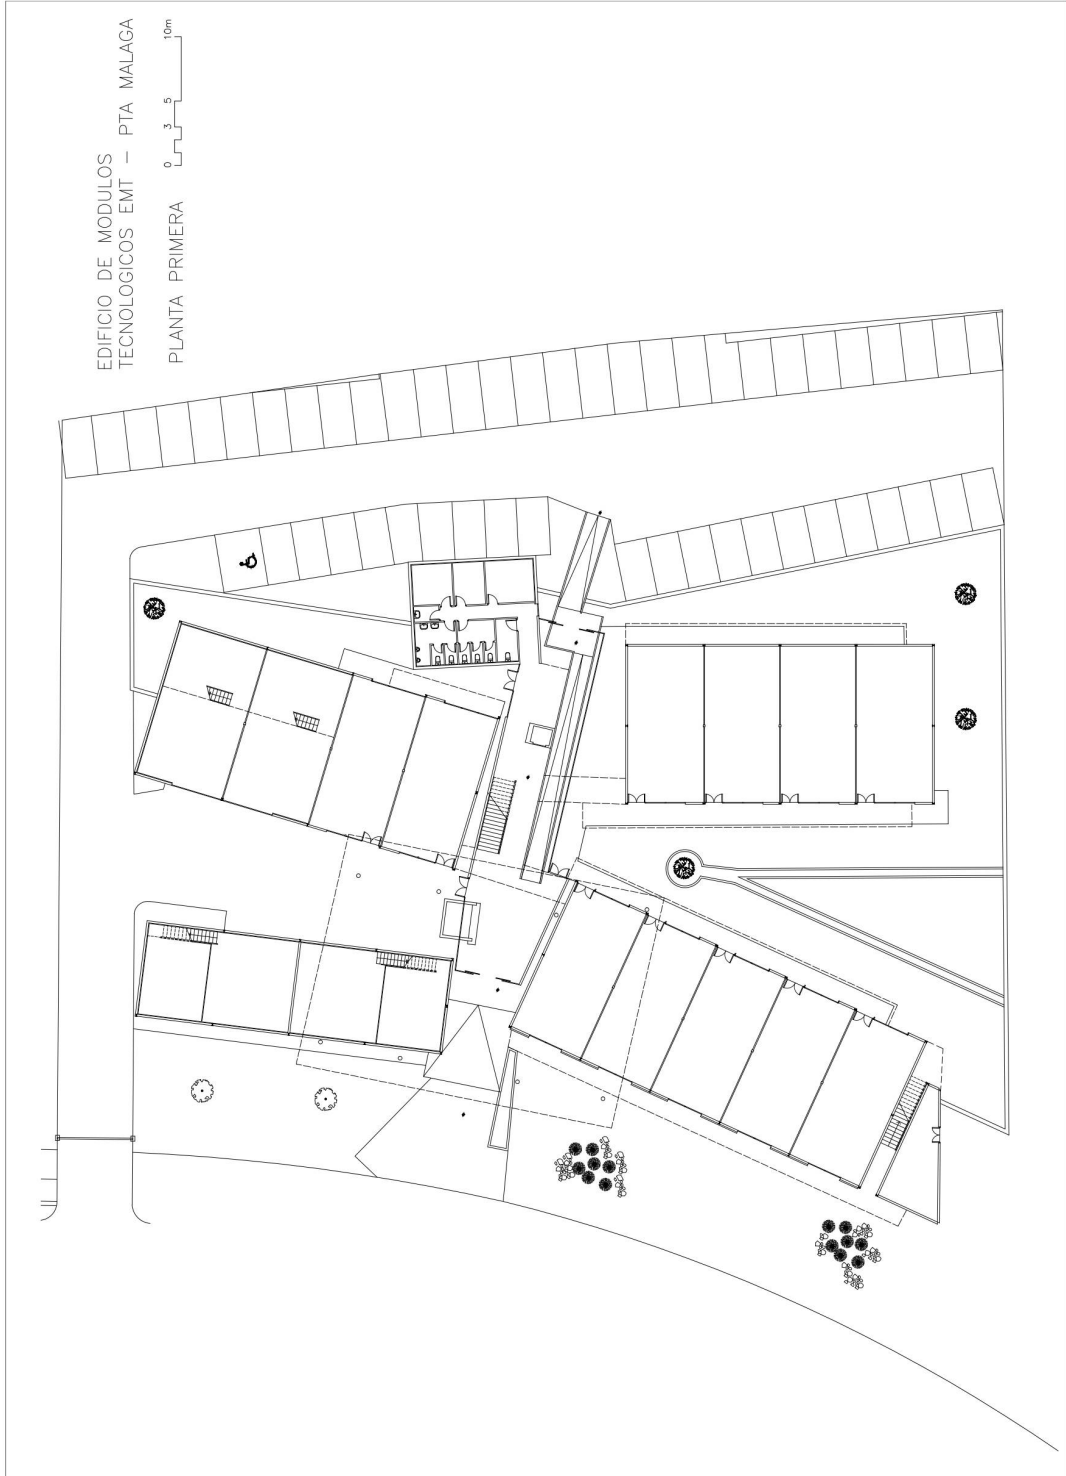 EDIFICIO DE MODULOS
TECNOLOGICOS EMT – PTA MALAGA
PLANTA PRIMERA
0 3 5 10m